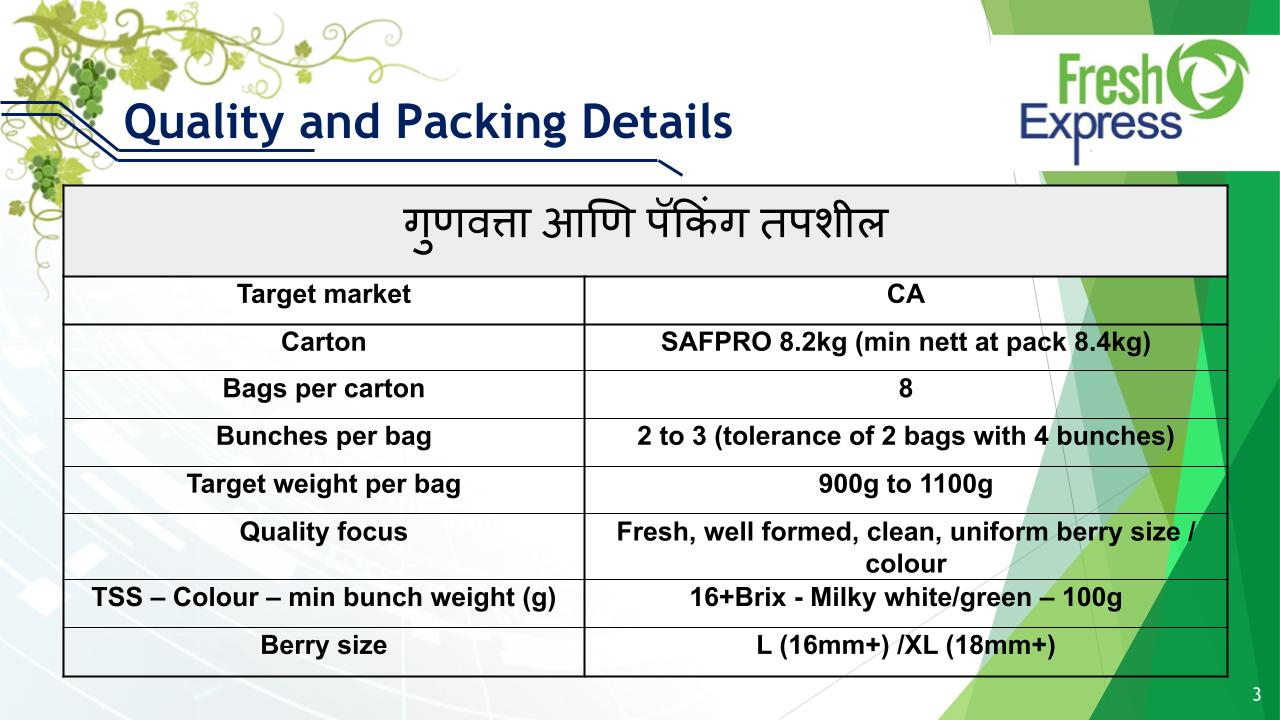 Fresh
Express
Quality and Packing Details
गुणवत्ता आणि पॅकिंग तपशील
Target market CA
Carton SAFPRO 8.2kg (min nett at pack 8.4kg)
Bags per carton 8
Bunches per bag 2 to 3 (tolerance of 2 bags with 4 bunches)
Target weight per bag 900g to 1100g
Quality focus Fresh, well formed, clean, uniform berry size /
colour
TSS – Colour – min bunch weight (g) 16+Brix - Milky white/green – 100g
Berry size L (16mm+) /XL (18mm+)
3